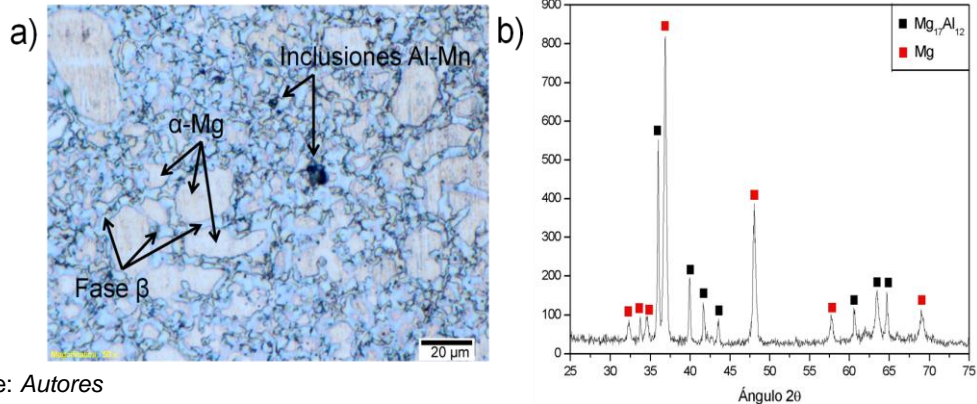 a)
Inclusiones Al-Mn
α-Mg
Fase β
20 µm
e: Autores
b)
900
800
700
600
500
400
300
200
100
0
Mg17Al12
Mg
25 30 35 40 45 50 55 60 65 70 75
Ángulo 2θ